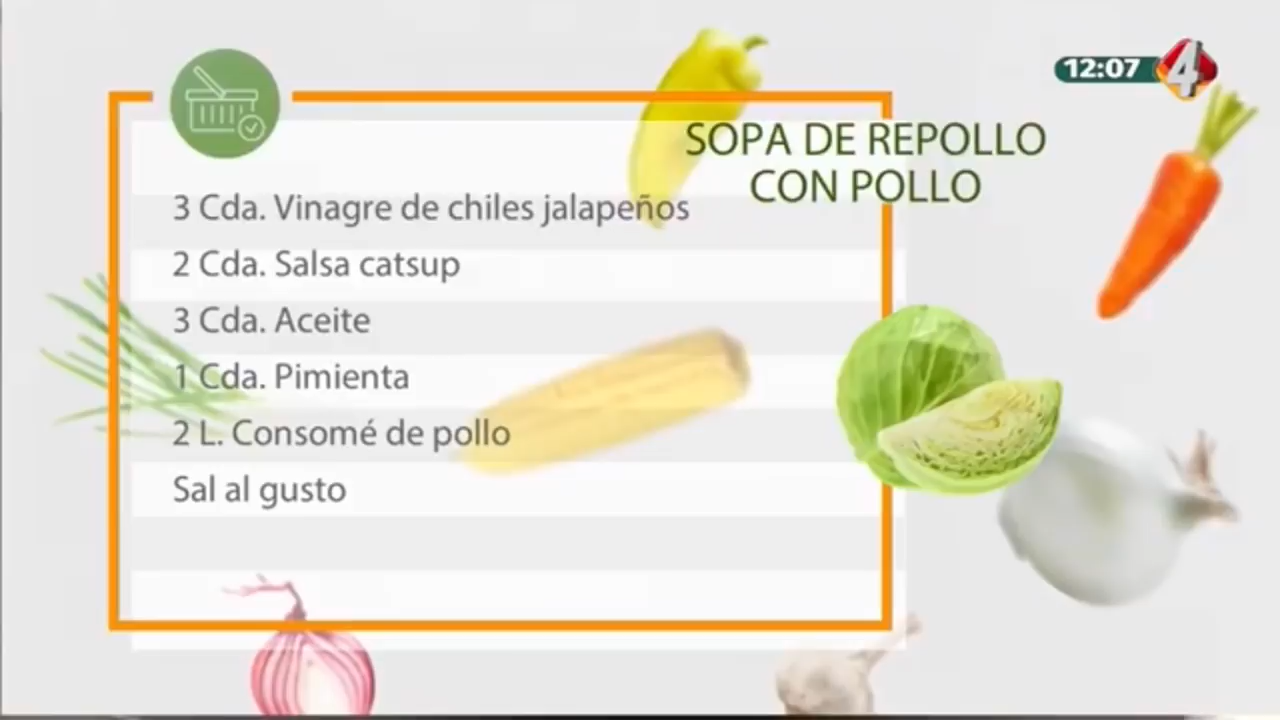 12:07 4
SOPA DE REPOLLO
CON POLLO
3 Cda. Vinagre de chiles jalapeños
2 Cda. Salsa catsup
3 Cda. Aceite
1 Cda. Pimienta
2 L. Consomé de pollo
Sal al gusto